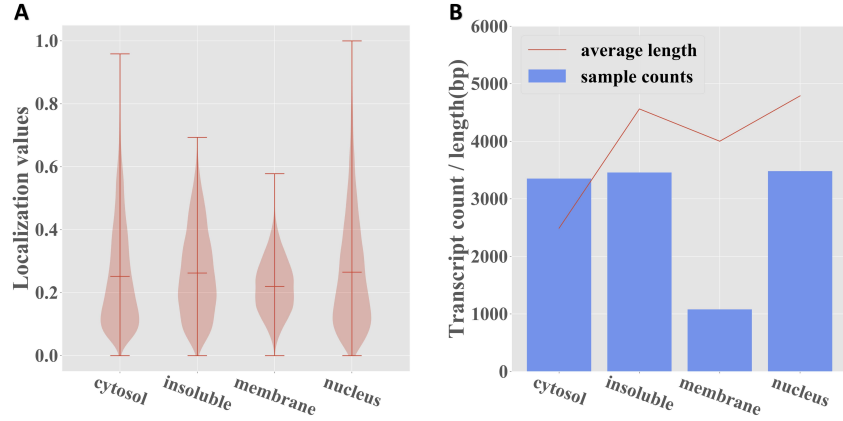 A
Localization values
1.0
0.8
0.6
0.4
0.2
0.0
cytosol
insoluble
membrane
nucleus
B
Transcript count / length(bp)
6000
5000
4000
3000
2000
1000
0
average length
sample counts
cytosol
insoluble
membrane
nucleus